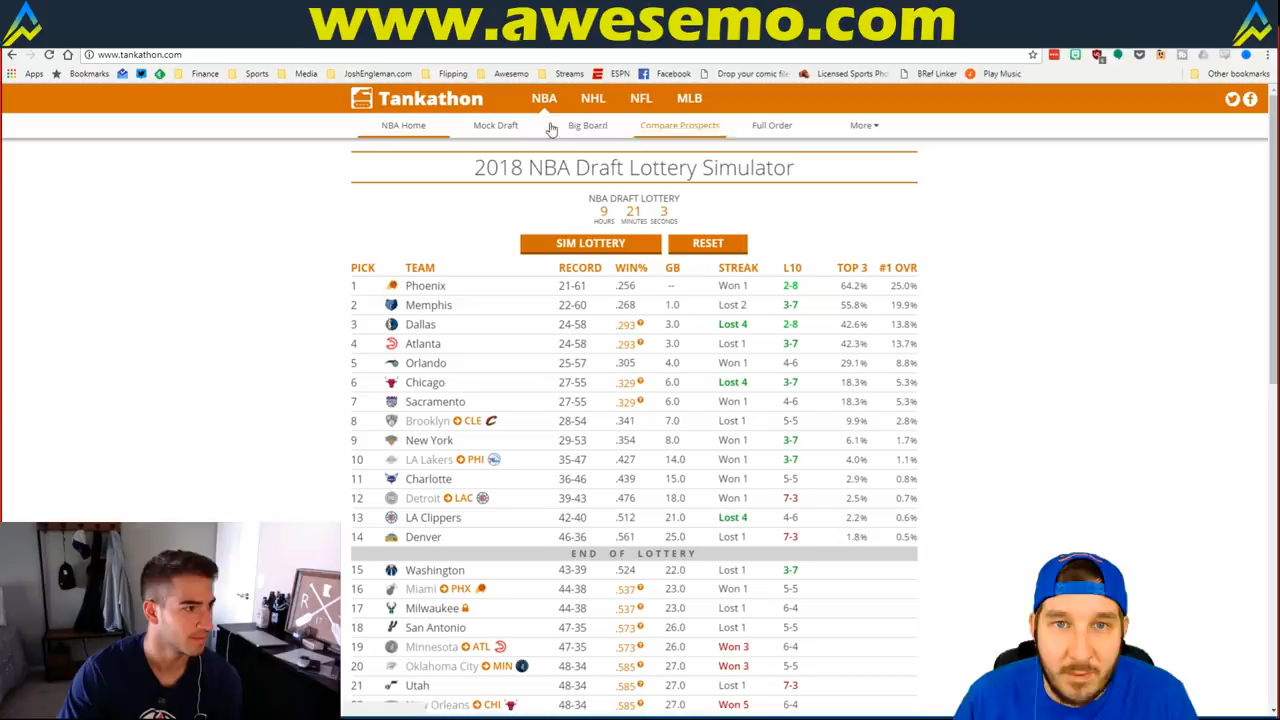 www.awesemo.com
www.tankathon.com
Apps Bookmarks Finance Sports Media JoshEngleman.com Flipping Awesemo Streams ESPN Facebook Drop your comic fil Licensed Sports Pho BRef Linker Play Music Other bookmarks
Tankathon NBA NHL NFL MLB
NBA Home Mock Draft Big Board Compare Prospects Full Order More
2018 NBA Draft Lottery Simulator
NBA DRAFT LOTTERY
9 21 3
HOURS MINUTES SECONDS
SIM LOTTERY RESET
PICK TEAM RECORD WIN% GB STREAK L10 TOP 3 #1 OVR
1 Phoenix 21-61 .256 -- Won 1 2-8 64.2% 25.0%
2 Memphis 22-60 .268 1.0 Lost 2 3-7 55.8% 19.9%
3 Dallas 24-58 .293 3.0 Lost 4 2-8 42.6% 13.8%
4 Atlanta 24-58 .293 3.0 Lost 1 3-7 42.3% 13.7%
5 Orlando 25-57 .305 4.0 Won 1 4-6 29.1% 8.8%
6 Chicago 27-55 .329 6.0 Lost 4 3-7 18.3% 5.3%
7 Sacramento 27-55 .329 6.0 Won 1 4-6 18.3% 5.3%
8 Brooklyn CLE 28-54 .341 7.0 Lost 1 5-5 9.9% 2.8%
9 New York 29-53 .354 8.0 Won 1 3-7 6.1% 1.7%
10 LA Lakers PHI 35-47 .427 14.0 Won 1 3-7 4.0% 1.1%
11 Charlotte 36-46 .439 15.0 Won 1 5-5 2.9% 0.8%
12 Detroit LAC 39-43 .476 18.0 Won 1 7-3 2.5% 0.7%
13 LA Clippers 42-40 .512 21.0 Lost 4 4-6 2.2% 0.6%
14 Denver 46-36 .561 25.0 Lost 1 7-3 1.8% 0.5%
END OF LOTTERY
15 Washington 43-39 .524 22.0 Lost 1 3-7
16 Miami PHX 44-38 .537 23.0 Won 1 5-5
17 Milwaukee 44-38 .537 23.0 Lost 1 6-4
18 San Antonio 47-35 .573 26.0 Lost 1 5-5
19 Minnesota ATL 47-35 .573 26.0 Won 3 6-4
20 Oklahoma City MIN 48-34 .585 27.0 Won 3 5-5
21 Utah 48-34 .585 27.0 Lost 1 7-3
New Orleans CHI 48-34 .585 27.0 Won 5 6-4
R